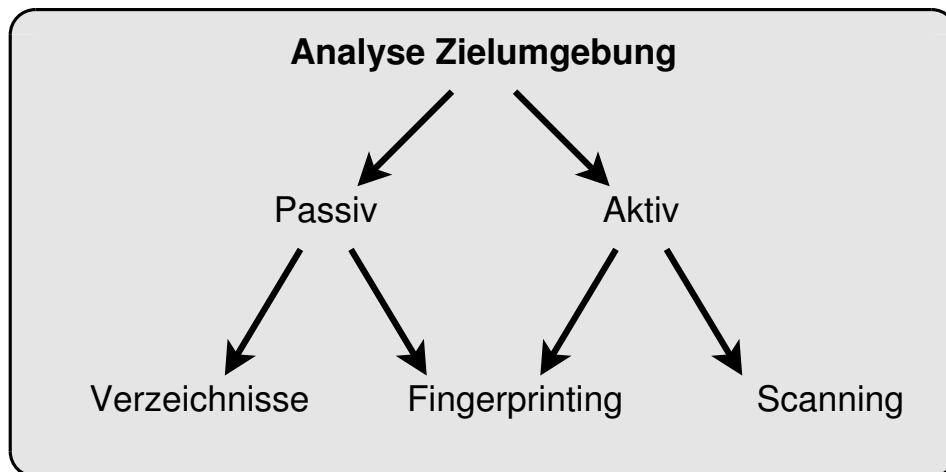 Analyse Zielumgebung
Passiv Aktiv
Verzeichnisse Fingerprinting Scanning